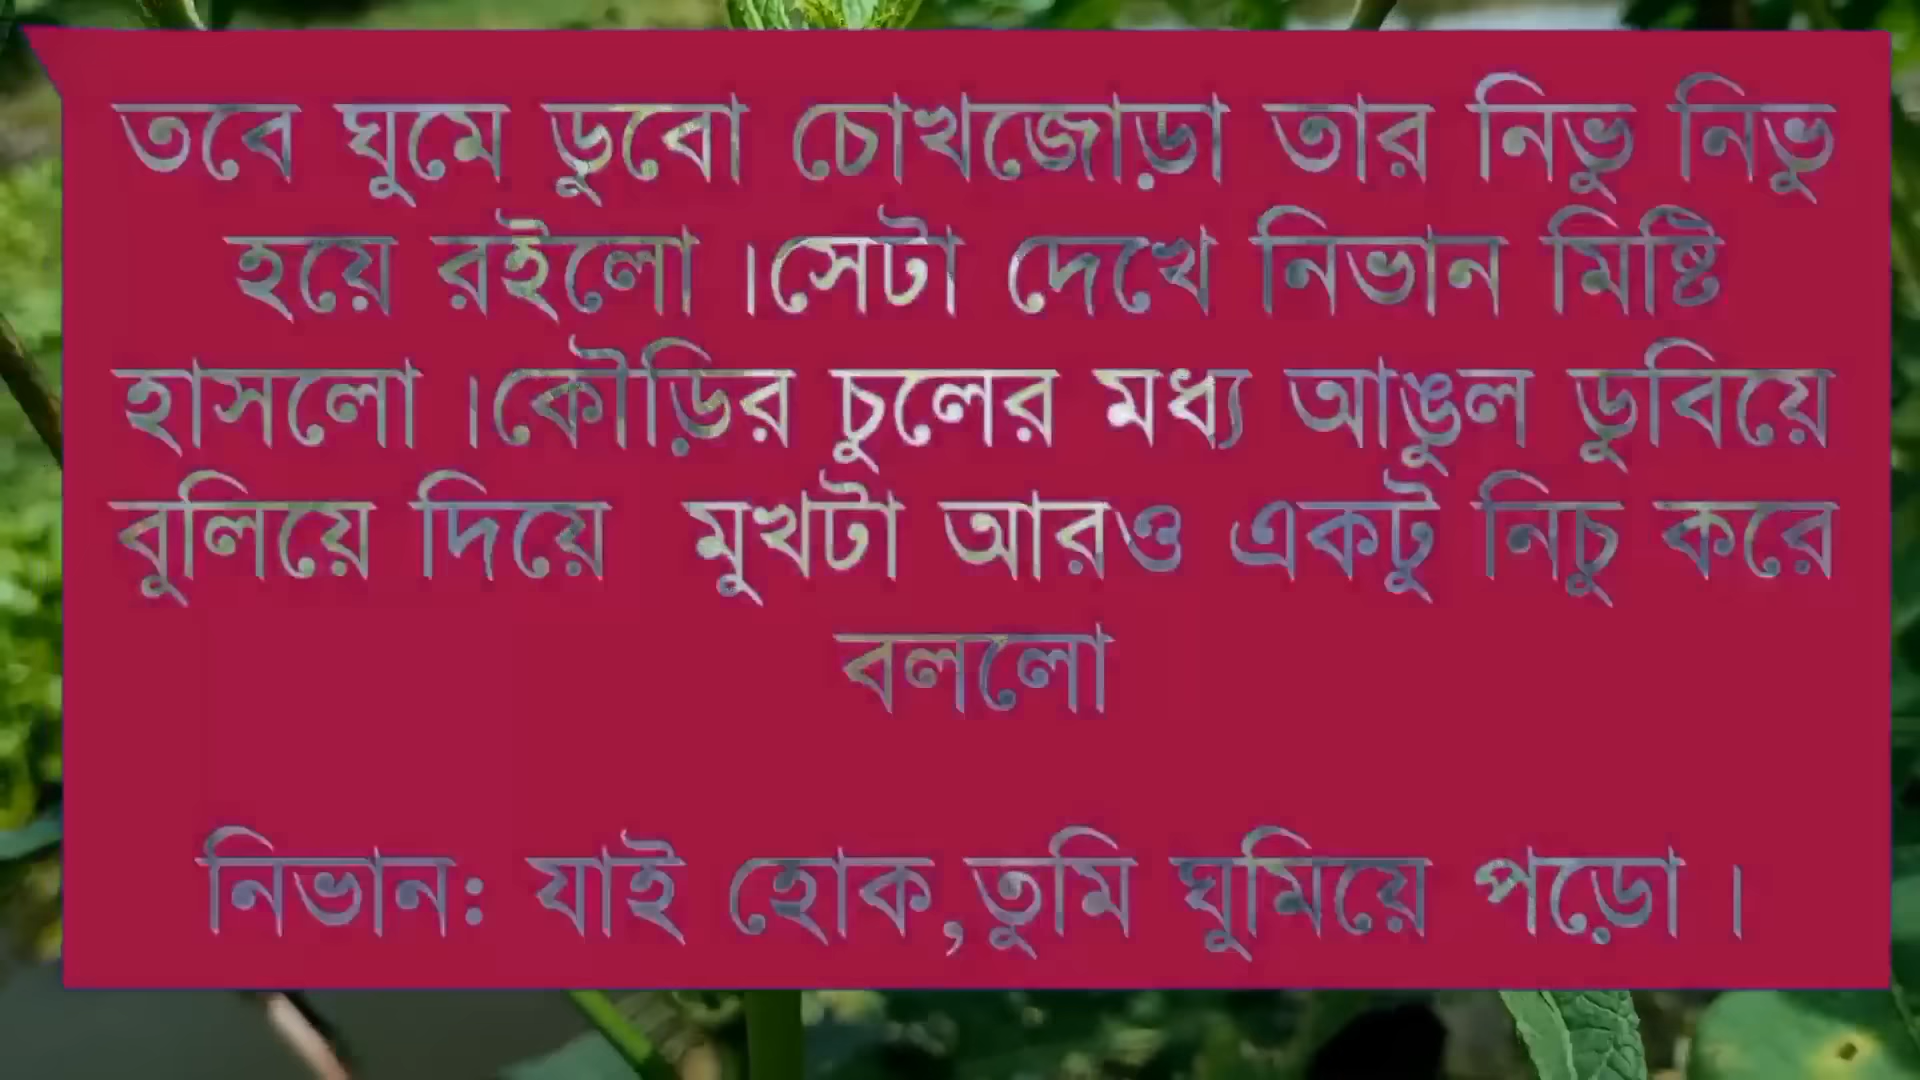 তবে ঘুমে ডুবো চোখজোড়া তার নিভু নিভু
হয়ে রইলো ।সেটা দেখে নিভান মিষ্টি
হাসলো ।কৌড়ির চুলের মধ্য আঙুল ডুবিয়ে
বুলিয়ে দিয়ে  মুখটা আরও একটু নিচু করে
বললো
নিভান: যাই হোক,তুমি ঘুমিয়ে পড়ো ।